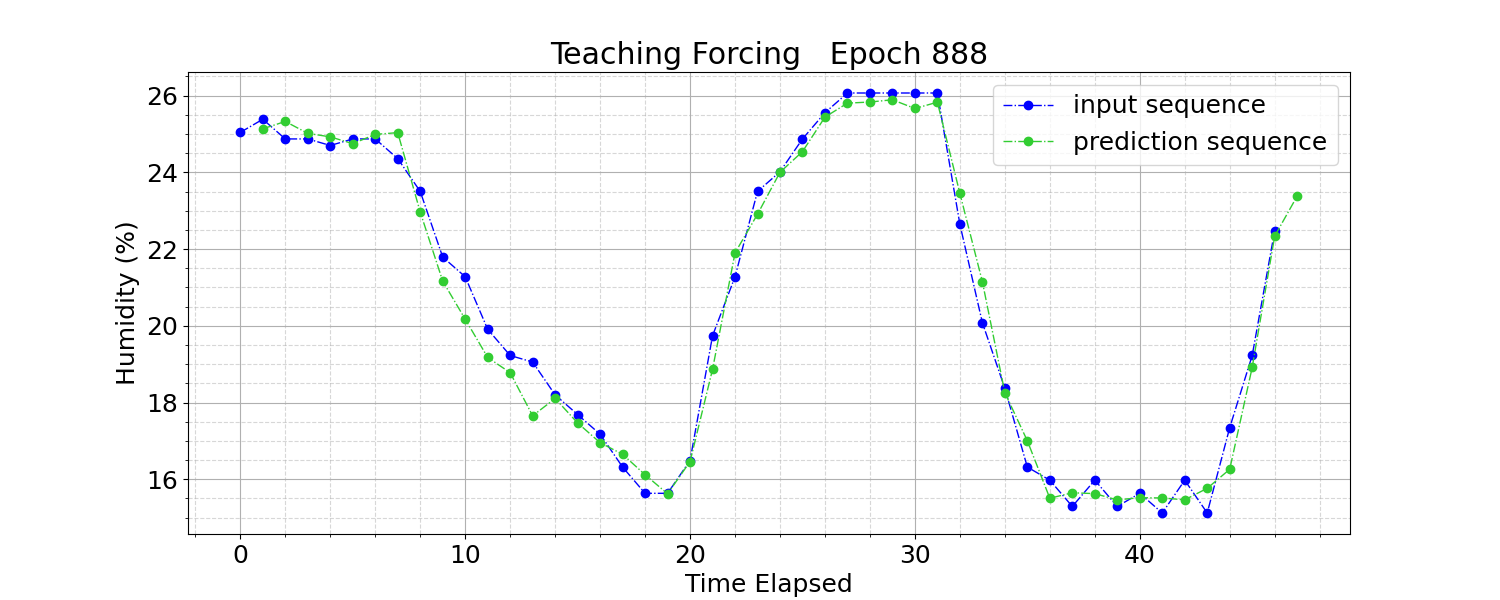 Teaching Forcing   Epoch 888
input sequence
prediction sequence
Humidity (%)
26
24
22
20
18
16
0 10 20 30 40
Time Elapsed